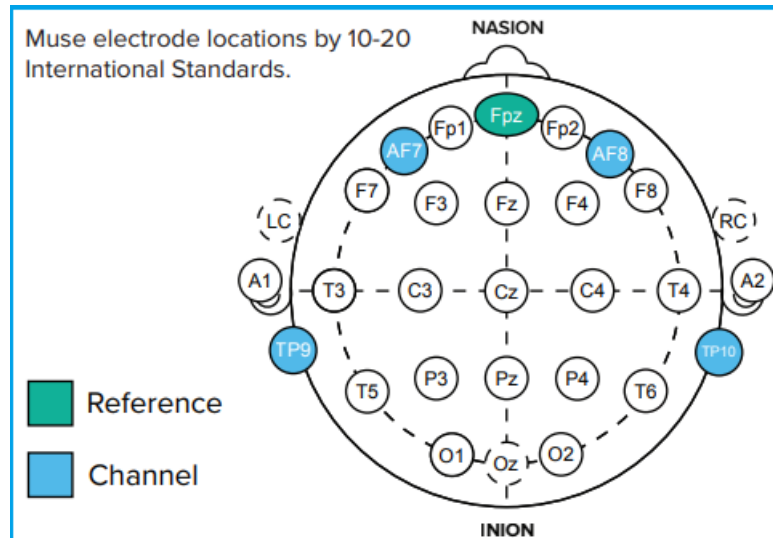 Muse electrode locations by 10-20
International Standards.
NASION
Fp1
Fpz
Fp2
AF7
AF8
F7
F3
Fz
F4
F8
LC
RC
A1
T3
C3
Cz
C4
T4
A2
TP9
TP10
T5
P3
Pz
P4
T6
Reference
O1
Oz
O2
Channel
INION